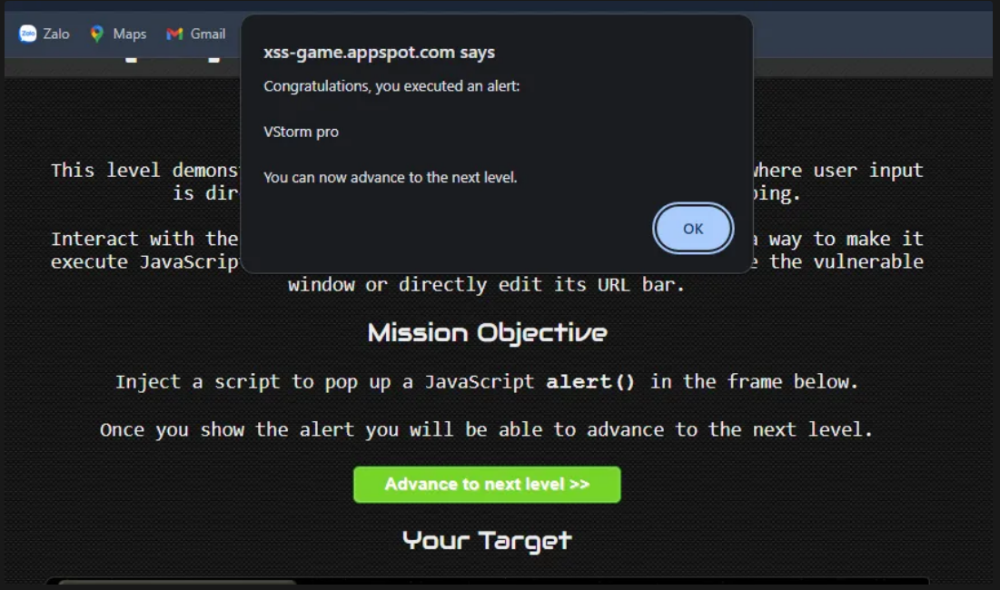 Zalo Maps Gmail
xss-game.appspot.com says
Congratulations, you executed an alert:
VStorm pro
You can now advance to the next level.
OK
This level demons where user input
is dir ping.
Interact with the a way to make it
execute JavaScrip e the vulnerable
window or directly edit its URL bar.
Mission Objective
Inject a script to pop up a JavaScript alert() in the frame below.
Once you show the alert you will be able to advance to the next level.
Advance to next level >>
Your Target